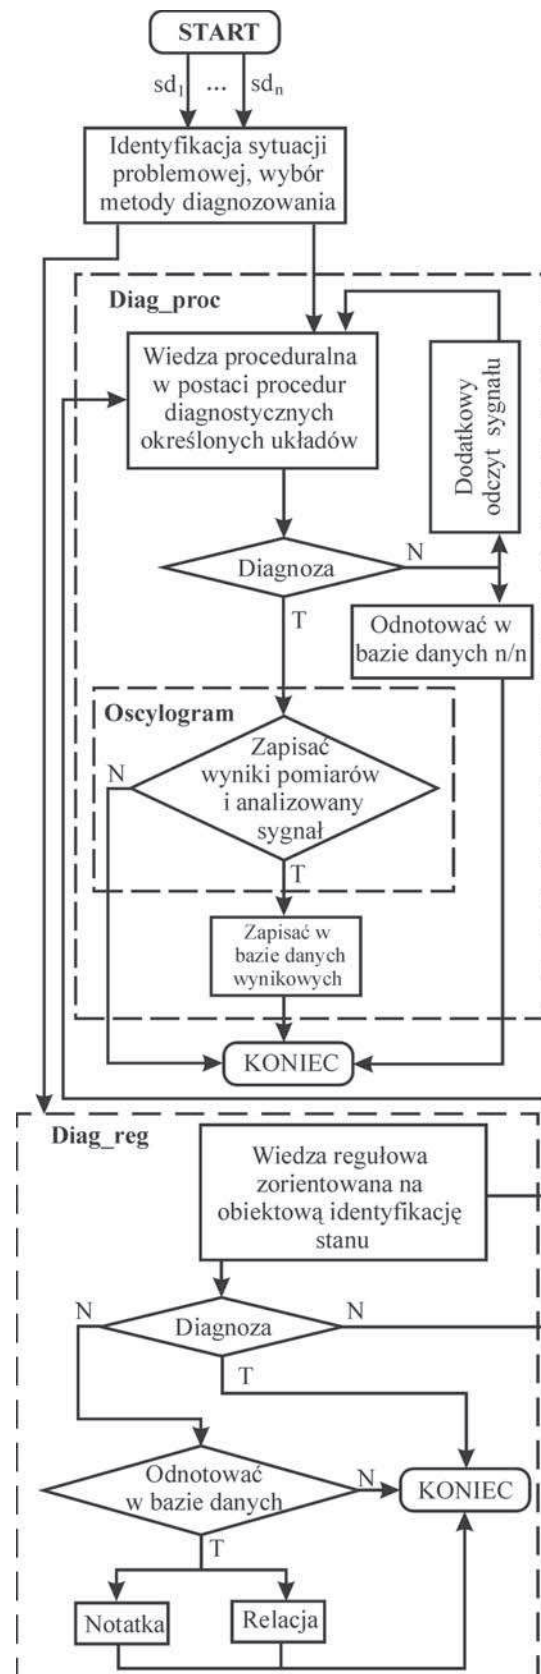 START
sd1 ... sdn
Identyfikacja sytuacji
problemowej, wybór
metody diagnozowania
Diag_proc
Wiedza proceduralna
w postaci procedur
diagnostycznych
określonych układów
Dodatkowy
odczyt sygnału
Diagnoza
N
T
Odnotować w
bazie danych n/n
Oscylogram
N
Zapisać
wyniki pomiarów
i analizowany
sygnał
T
Zapisać w
bazie danych
wynikowych
KONIEC
Diag_reg
Wiedza regułowa
zorientowana na
obiektową identyfikację
stanu
N
Diagnoza
N
T
Odnotować
w bazie danych
N
KONIEC
T
Notatka
Relacja